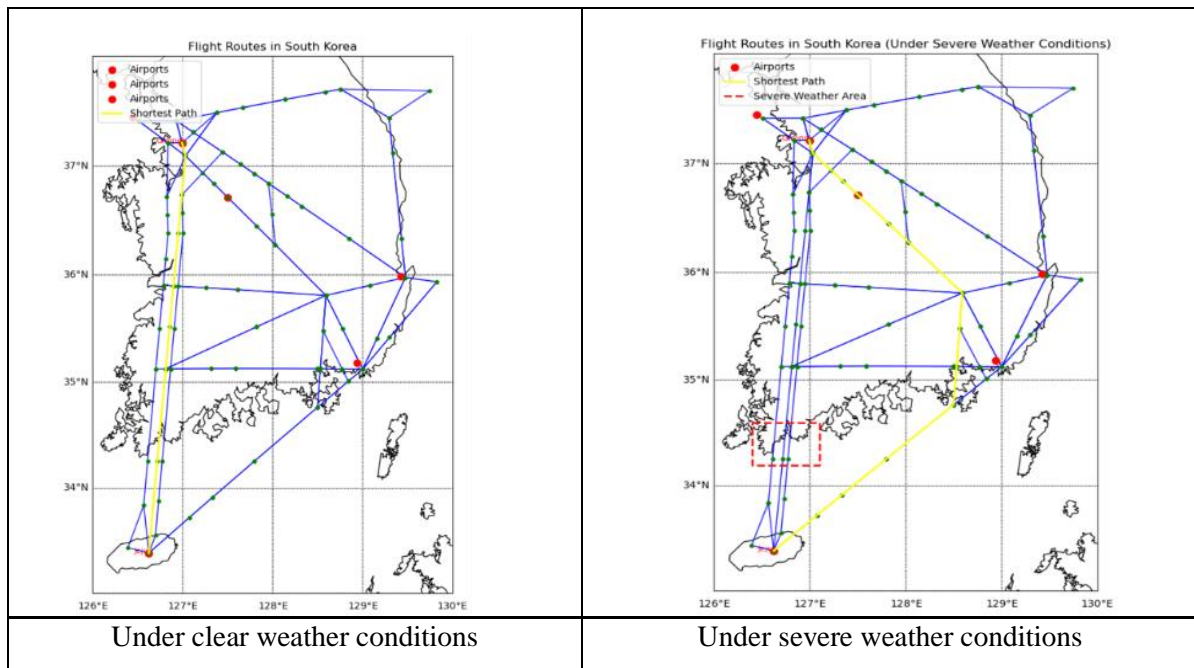 Flight Routes in South Korea
Airports
Airports
Airports
Shortest Path
37°N
36°N
35°N
34°N
126°E 127°E 128°E 129°E 130°E
Under clear weather conditions
Flight Routes in South Korea (Under Severe Weather Conditions)
Airports
Shortest Path
Severe Weather Area
37°N
36°N
35°N
34°N
126°E 127°E 128°E 129°E 130°E
Under severe weather conditions